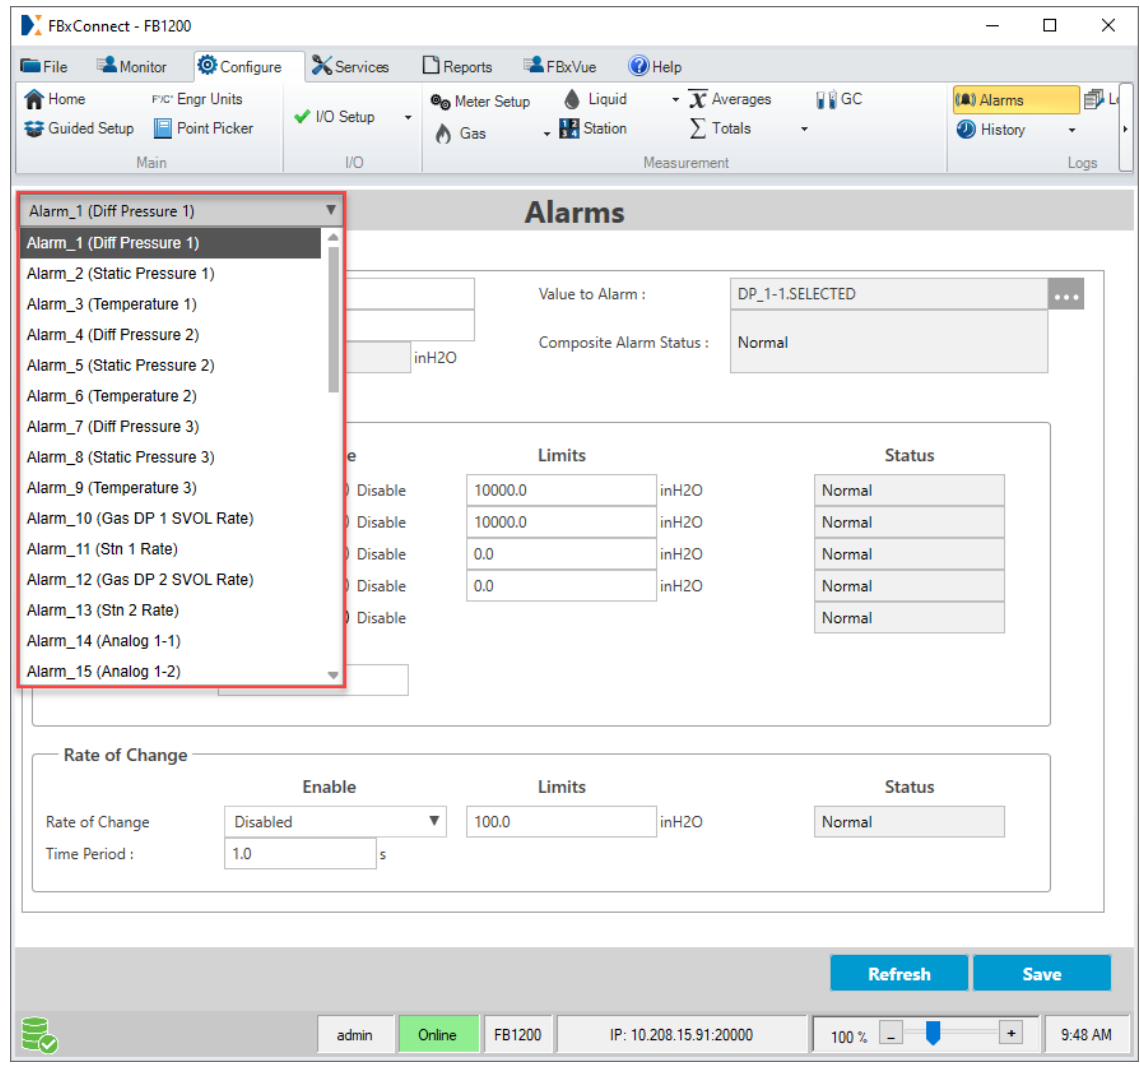 FBxConnect - FB1200
File Monitor Configure Services Reports FBxVue Help
Home F°/C° Engr Units
Guided Setup Point Picker
Main
I/O Setup
I/O
Meter Setup Liquid x Averages GC
Gas Station ∑ Totals
Measurement
Alarms
History
Logs
Alarm_1 (Diff Pressure 1)
Alarms
Alarm_1 (Diff Pressure 1)
Alarm_2 (Static Pressure 1)
Alarm_3 (Temperature 1)
Alarm_4 (Diff Pressure 2)
Alarm_5 (Static Pressure 2)
Alarm_6 (Temperature 2)
Alarm_7 (Diff Pressure 3)
Alarm_8 (Static Pressure 3)
Alarm_9 (Temperature 3)
Alarm_10 (Gas DP 1 SVOL Rate)
Alarm_11 (Stn 1 Rate)
Alarm_12 (Gas DP 2 SVOL Rate)
Alarm_13 (Stn 2 Rate)
Alarm_14 (Analog 1-1)
Alarm_15 (Analog 1-2)
Value to Alarm : DP_1-1.SELECTED ...
inH2O
Composite Alarm Status : Normal
Limits Status
Disable 10000.0 inH2O Normal
Disable 10000.0 inH2O Normal
Disable 0.0 inH2O Normal
Disable 0.0 inH2O Normal
Disable Normal
Rate of Change
Enable Limits Status
Rate of Change Disabled 100.0 inH2O Normal
Time Period : 1.0 s
Refresh Save
admin Online FB1200 IP: 10.208.15.91:20000 100 % - + 9:48 AM